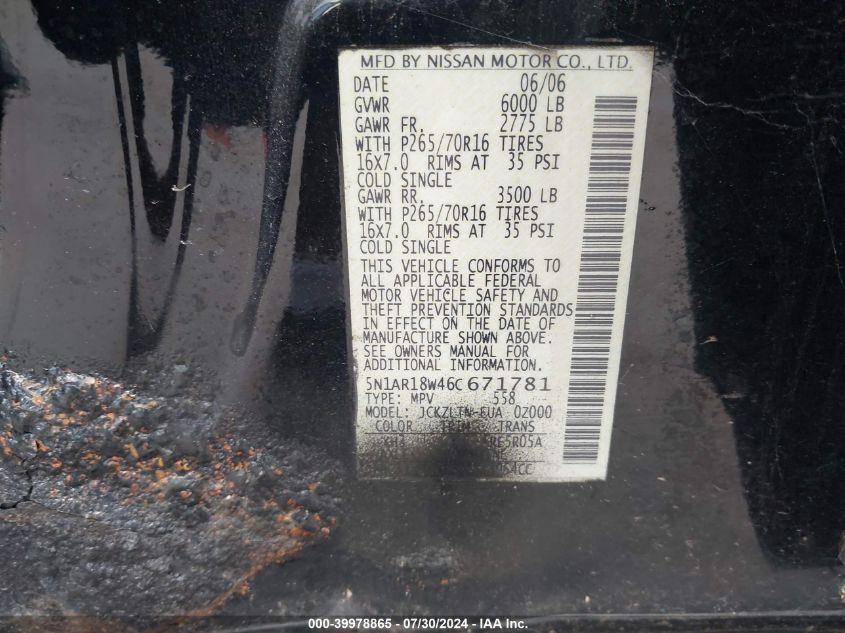 MFD BY NISSAN MOTOR CO., LTD.
DATE 06/06
GVWR 6000 LB
GAWR FR. 2775 LB
WITH P265/70R16 TIRES
16X7.0 RIMS AT 35 PSI
COLD SINGLE
GAWR RR. 3500 LB
WITH P265/70R16 TIRES
16X7.0 RIMS AT 35 PSI
COLD SINGLE
THIS VEHICLE CONFORMS TO
ALL APPLICABLE FEDERAL
MOTOR VEHICLE SAFETY AND
THEFT PREVENTION STANDARDS
IN EFFECT ON THE DATE OF
MANUFACTURE SHOWN ABOVE.
SEE OWNERS MANUAL FOR
ADDITIONAL INFORMATION.
5N1AR18W46C671781
TYPE: MPV 558
MODEL: JCKZLTN-EUA 0Z000
COLOR TRIM TRANS
KH3 RE5R05A
000-39978865 / 07/30/2024 - IAA Inc.